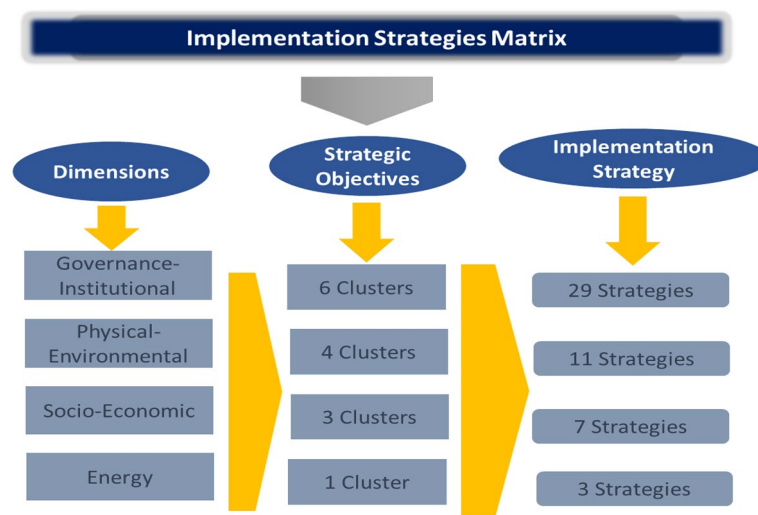 Implementation Strategies Matrix
Dimensions
Strategic
Objectives
Implementation
Strategy
Governance-
Institutional
6 Clusters
29 Strategies
Physical-
Environmental
4 Clusters
11 Strategies
Socio-Economic
3 Clusters
7 Strategies
Energy
1 Cluster
3 Strategies